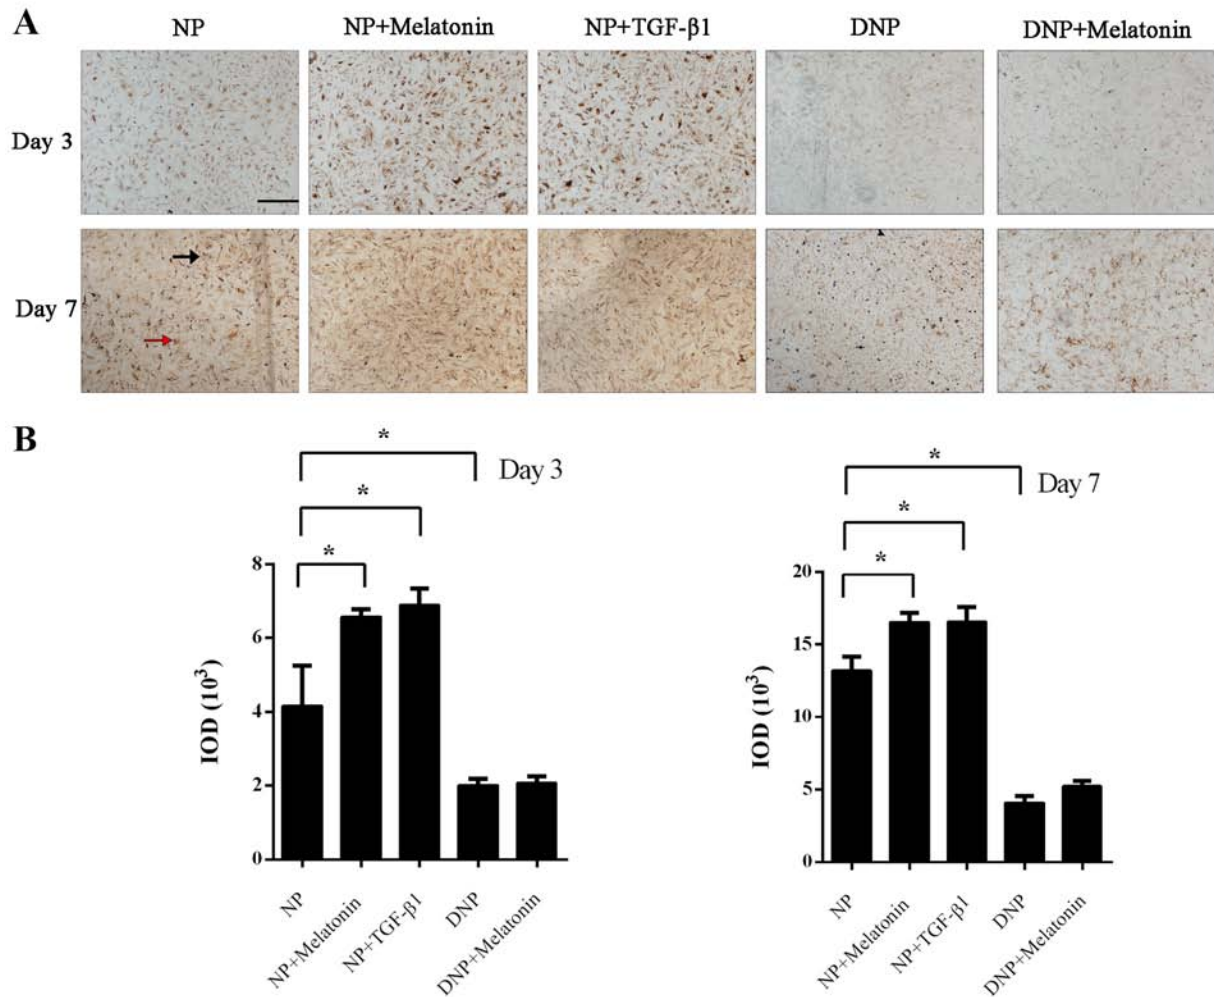 A
NP NP+Melatonin NP+TGF-β1 DNP DNP+Melatonin
Day 3
Day 7
B
* Day 3
*
*
8
6
4
2
0
IOD (10³)
NP NP+Melatonin NP+TGF-β1 DNP DNP+Melatonin
* Day 7
*
*
20
15
10
5
0
IOD (10³)
NP NP+Melatonin NP+TGF-β1 DNP DNP+Melatonin